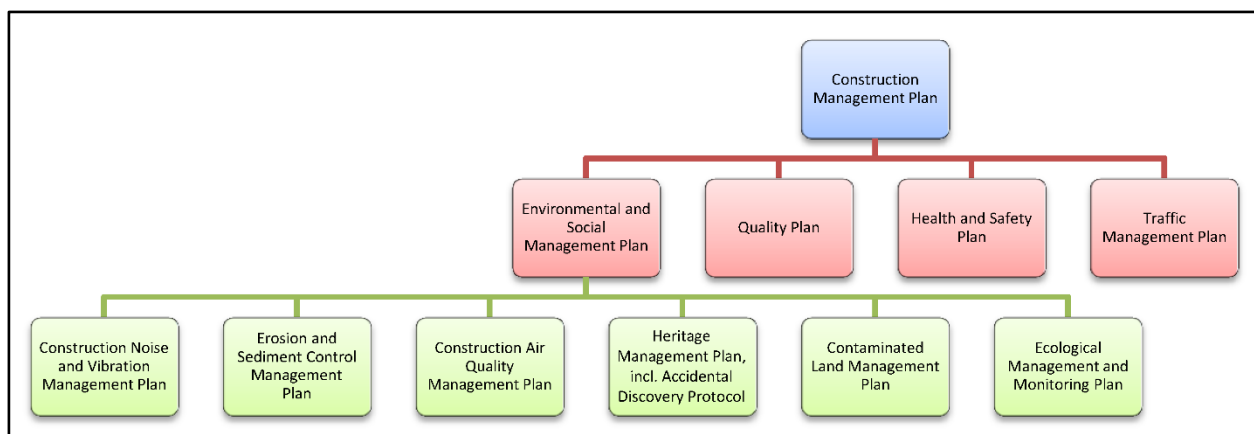 Construction
Management Plan
Environmental and
Social
Management Plan
Quality Plan
Health and Safety
Plan
Traffic
Management Plan
Construction Noise
and Vibration
Management Plan
Erosion and
Sediment Control
Management
Plan
Construction Air
Quality
Management Plan
Heritage
Management Plan,
incl. Accidental
Discovery Protocol
Contaminated
Land Management
Plan
Ecological
Management and
Monitoring Plan